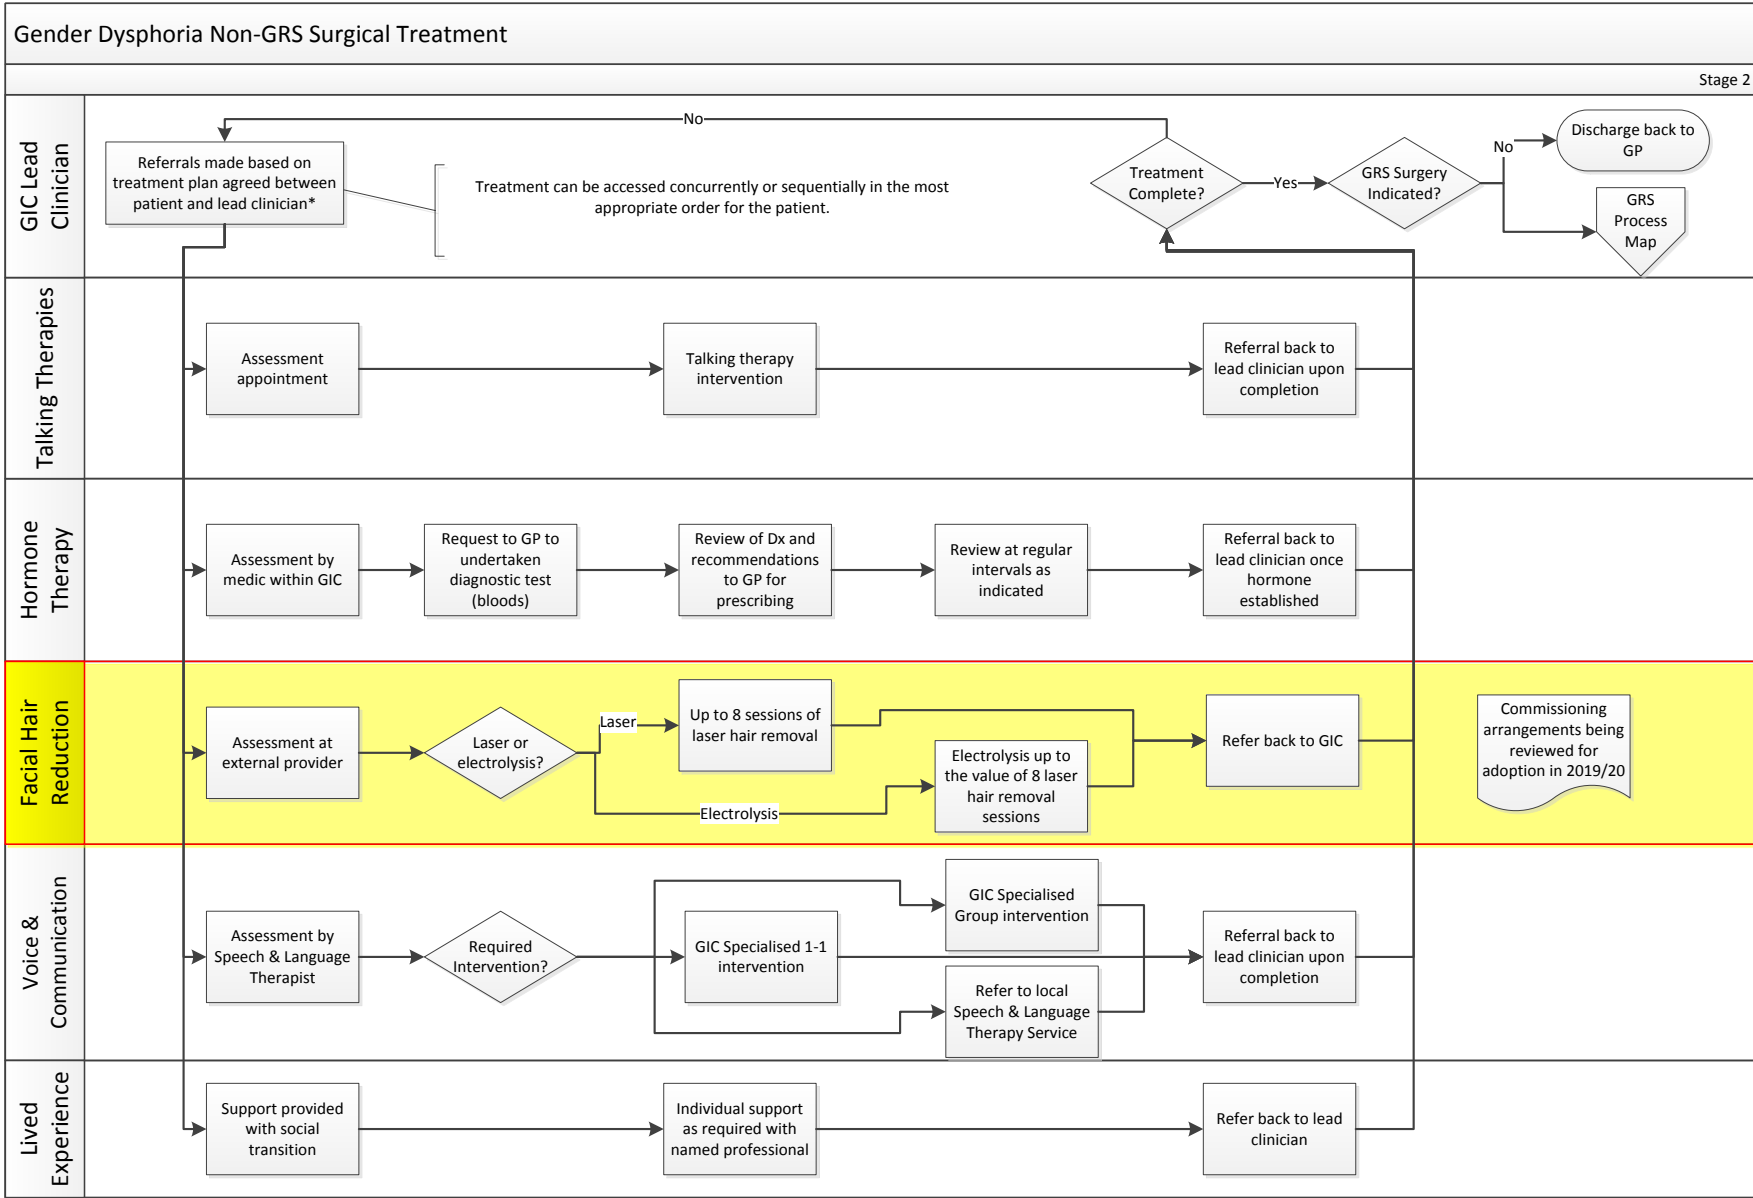 Gender Dysphoria Non-GRS Surgical Treatment
Stage 2
GIC Lead
Clinician
Referrals made based on
treatment plan agreed between
patient and lead clinician*
Treatment can be accessed concurrently or sequentially in the most
appropriate order for the patient.
No
Treatment
Complete?
Yes
GRS Surgery
Indicated?
No
Discharge back to
GP
GRS
Process
Map
Talking Therapies
Assessment
appointment
Talking therapy
intervention
Referral back to
lead clinician upon
completion
Hormone
Therapy
Assessment by
medic within GIC
Request to GP to
undertaken
diagnostic test
(bloods)
Review of Dx and
recommendations
to GP for
prescribing
Review at regular
intervals as
indicated
Referral back to
lead clinician once
hormone
established
Facial Hair
Reduction
Assessment at
external provider
Laser or
electrolysis?
Laser
Up to 8 sessions of
laser hair removal
Electrolysis
Electrolysis up to
the value of 8 laser
hair removal
sessions
Refer back to GIC
Commissioning
arrangements being
reviewed for
adoption in 2019/20
Voice &
Communication
Assessment by
Speech & Language
Therapist
Required
Intervention?
GIC Specialised 1-1
intervention
GIC Specialised
Group intervention
Refer to local
Speech & Language
Therapy Service
Referral back to
lead clinician upon
completion
Lived
Experience
Support provided
with social
transition
Individual support
as required with
named professional
Refer back to lead
clinician